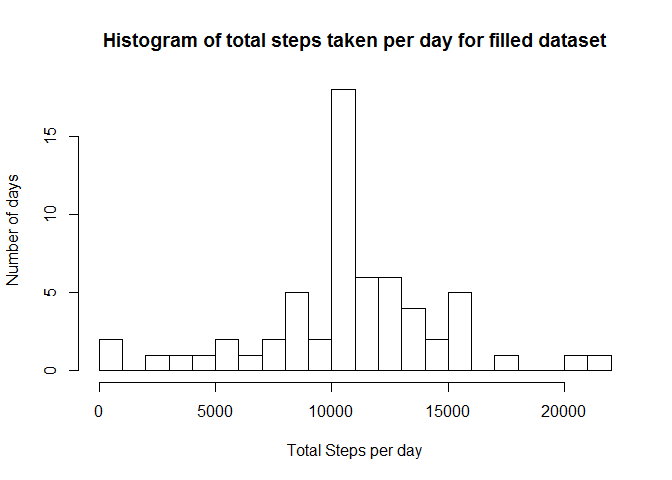 Histogram of total steps taken per day for filled dataset
Number of days
15
10
5
0
0 5000 10000 15000 20000
Total Steps per day